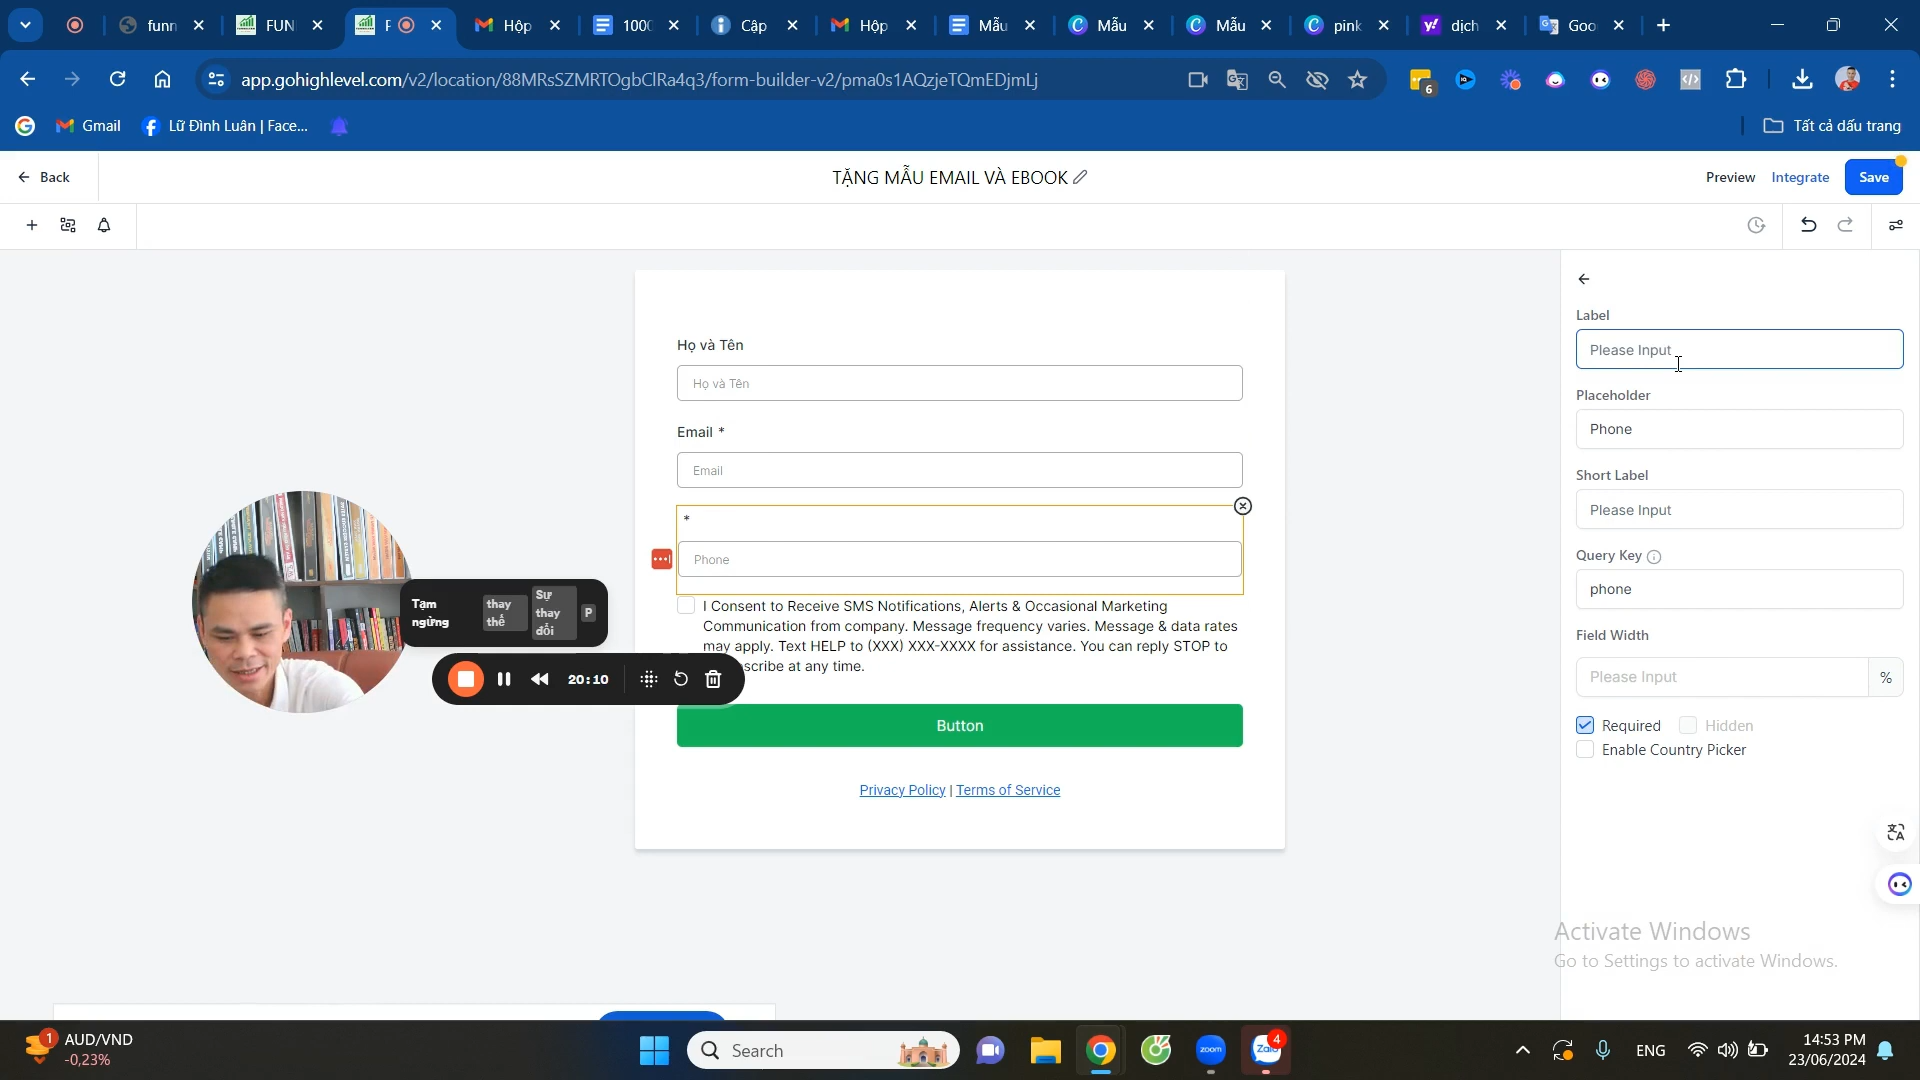 funn
FUN
F
Hộp
100
Cập
Hộp
Mẫu
Mẫu
Mẫu
pink
dịch
Goo
app.gohighlevel.com/v2/location/88MRsSZMRTOgbClRa4q3/form-builder-v2/pma0s1AQzjeTQmEDjmLj
6
Gmail
Lữ Đình Luân | Face...
Tất cả dấu trang
Back
TẶNG MẪU EMAIL VÀ EBOOK
Preview
Integrate
Save
Họ và Tên
Họ và Tên
Email *
Email
*
Phone
I Consent to Receive SMS Notifications, Alerts & Occasional Marketing
Communication from company. Message frequency varies. Message & data rates
may apply. Text HELP to (XXX) XXX-XXXX for assistance. You can reply STOP to
scribe at any time.
Button
Privacy Policy | Terms of Service
Tạm
ngừng
thay
thế
Sự
thay
đổi
P
20:10
Label
Please Input
Placeholder
Phone
Short Label
Please Input
Query Key
phone
Field Width
Please Input
%
Required
Hidden
Enable Country Picker
Activate Windows
Go to Settings to activate Windows.
1
AUD/VND
-0,23%
Search
zoom
Zalo
4
ENG
14:53 PM
23/06/2024